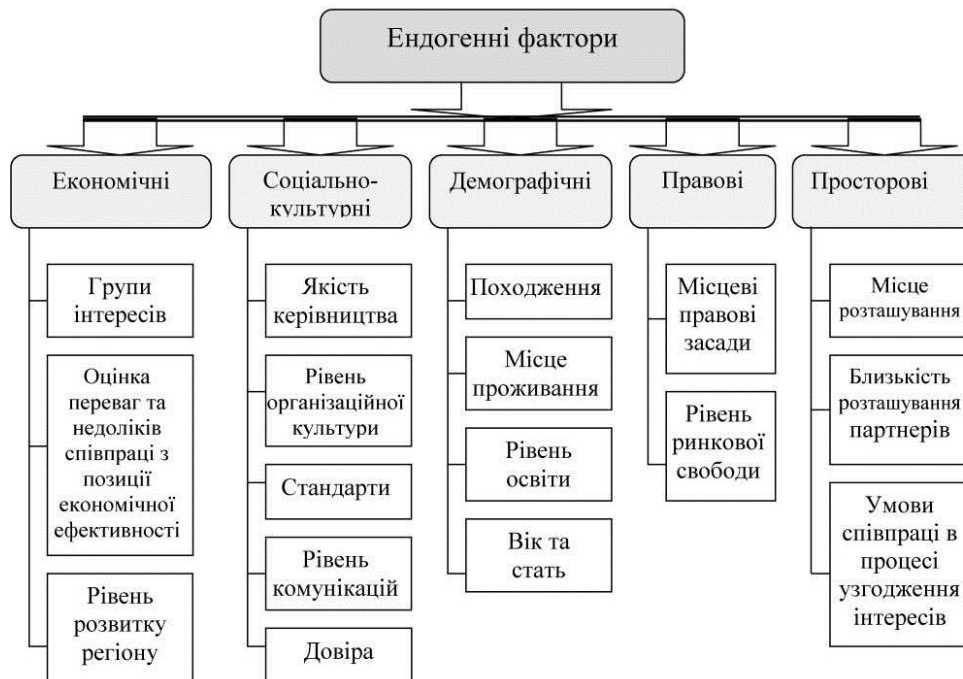 Ендогенні фактори
Економічні
Соціально-
культурні
Демографічні
Правові
Просторові
Групи
інтересів
Оцінка
переваг та
недоліків
співпраці з
позиції
економічної
ефективності
Рівень
розвитку
регіону
Якість
керівництва
Рівень
організаційної
культури
Стандарти
Рівень
комунікацій
Довіра
Походження
Місце
проживання
Рівень
освіти
Вік та
стать
Місцеві
правові
засади
Рівень
ринкової
свободи
Місце
розташування
Близькість
розташування
партнерів
Умови
співпраці в
процесі
узгодження
інтересів